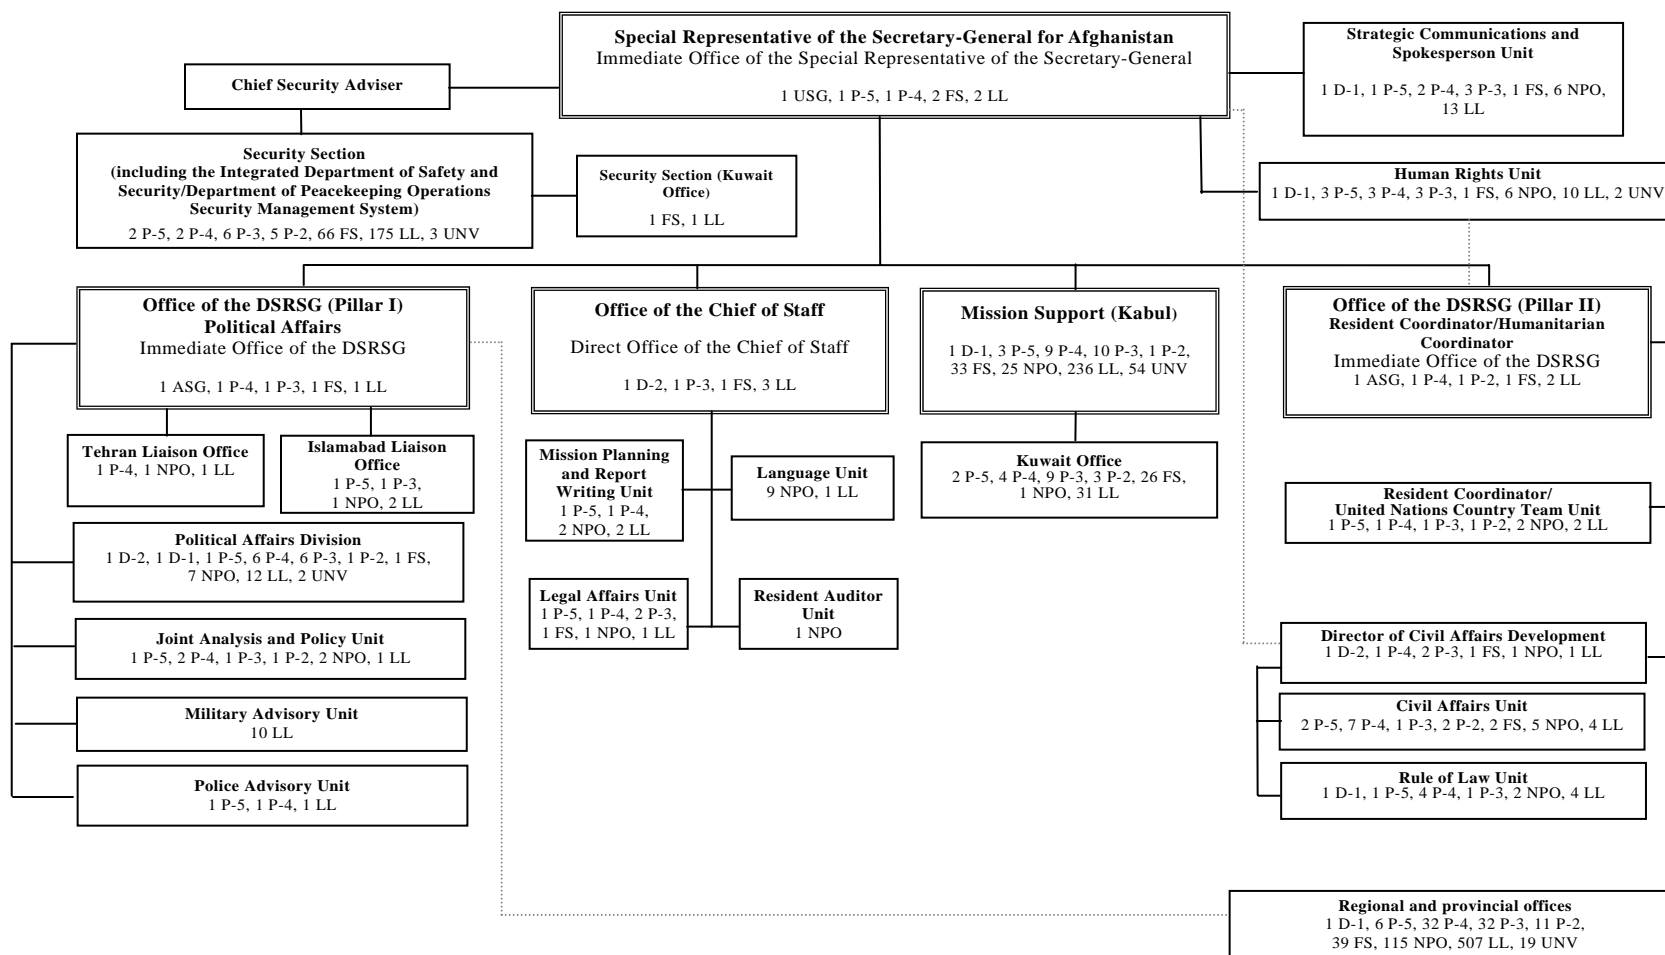 Special Representative of the Secretary-General for Afghanistan
Immediate Office of the Special Representative of the Secretary-General
1 USG, 1 P-5, 1 P-4, 2 FS, 2 LL
Strategic Communications and
Spokesperson Unit
1 D-1, 1 P-5, 2 P-4, 3 P-3, 1 FS, 6 NPO,
13 LL
Chief Security Adviser
Security Section
(including the Integrated Department of Safety and
Security/Department of Peacekeeping Operations
Security Management System)
2 P-5, 2 P-4, 6 P-3, 5 P-2, 66 FS, 175 LL, 3 UNV
Security Section (Kuwait
Office)
1 FS, 1 LL
Human Rights Unit
1 D-1, 3 P-5, 3 P-4, 3 P-3, 1 FS, 6 NPO, 10 LL, 2 UNV
Office of the DSRSG (Pillar I)
Political Affairs
Immediate Office of the DSRSG
1 ASG, 1 P-4, 1 P-3, 1 FS, 1 LL
Office of the Chief of Staff
Direct Office of the Chief of Staff
1 D-2, 1 P-3, 1 FS, 3 LL
Mission Support (Kabul)
1 D-1, 3 P-5, 9 P-4, 10 P-3, 1 P-2,
33 FS, 25 NPO, 236 LL, 54 UNV
Office of the DSRSG (Pillar II)
Resident Coordinator/Humanitarian
Coordinator
Immediate Office of the DSRSG
1 ASG, 1 P-4, 1 P-2, 1 FS, 2 LL
Tehran Liaison Office
1 P-4, 1 NPO, 1 LL
Islamabad Liaison
Office
1 P-5, 1 P-3,
1 NPO, 2 LL
Mission Planning
and Report
Writing Unit
1 P-5, 1 P-4,
2 NPO, 2 LL
Language Unit
9 NPO, 1 LL
Kuwait Office
2 P-5, 4 P-4, 9 P-3, 3 P-2, 26 FS,
1 NPO, 31 LL
Resident Coordinator/
United Nations Country Team Unit
1 P-5, 1 P-4, 1 P-3, 1 P-2, 2 NPO, 2 LL
Political Affairs Division
1 D-2, 1 D-1, 1 P-5, 6 P-4, 6 P-3, 1 P-2, 1 FS,
7 NPO, 12 LL, 2 UNV
Legal Affairs Unit
1 P-5, 1 P-4, 2 P-3,
1 FS, 1 NPO, 1 LL
Resident Auditor
Unit
1 NPO
Joint Analysis and Policy Unit
1 P-5, 2 P-4, 1 P-3, 1 P-2, 2 NPO, 1 LL
Director of Civil Affairs Development
1 D-2, 1 P-4, 2 P-3, 1 FS, 1 NPO, 1 LL
Military Advisory Unit
10 LL
Civil Affairs Unit
2 P-5, 7 P-4, 1 P-3, 2 P-2, 2 FS, 5 NPO, 4 LL
Police Advisory Unit
1 P-5, 1 P-4, 1 LL
Rule of Law Unit
1 D-1, 1 P-5, 4 P-4, 1 P-3, 2 NPO, 4 LL
Regional and provincial offices
1 D-1, 6 P-5, 32 P-4, 32 P-3, 11 P-2,
39 FS, 115 NPO, 507 LL, 19 UNV